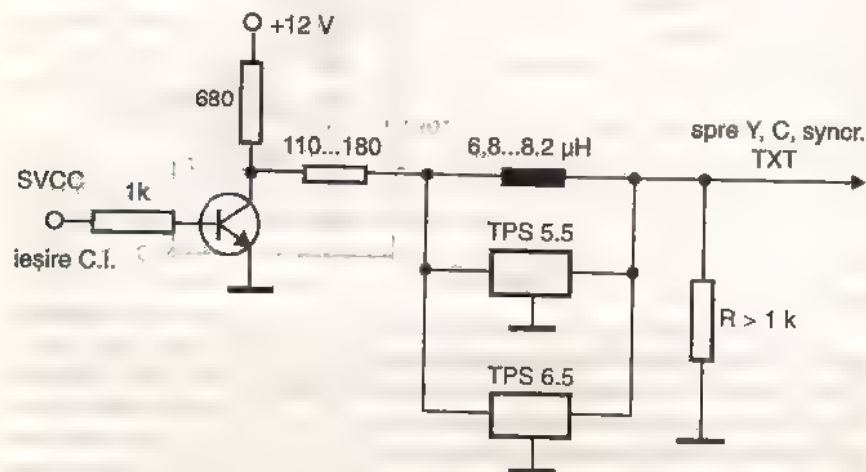 +12 V
680
110...180
6,8...8,2 µH
spre Y, C, syncr.
TXT
SVCC
1k
ieșire C.I.
TPS 5.5
R > 1 k
TPS 6.5